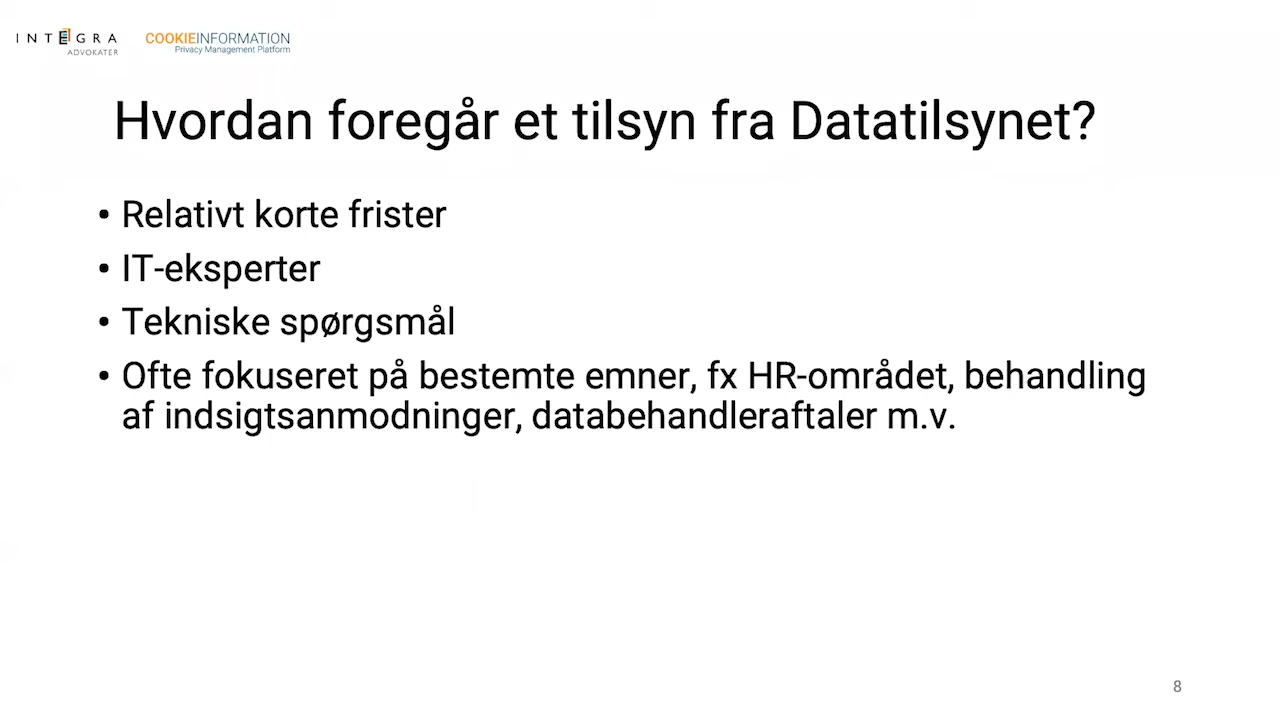 INTEGRA
ADVOKATER
COOKIEINFORMATION
Privacy Management Platform
Hvordan foregår et tilsyn fra Datatilsynet?
• Relativt korte frister
• IT-eksperter
• Tekniske spørgsmål
• Ofte fokuseret på bestemte emner, fx HR-området, behandling
af indsigtsanmodninger, databehandleraftaler m.v.
8